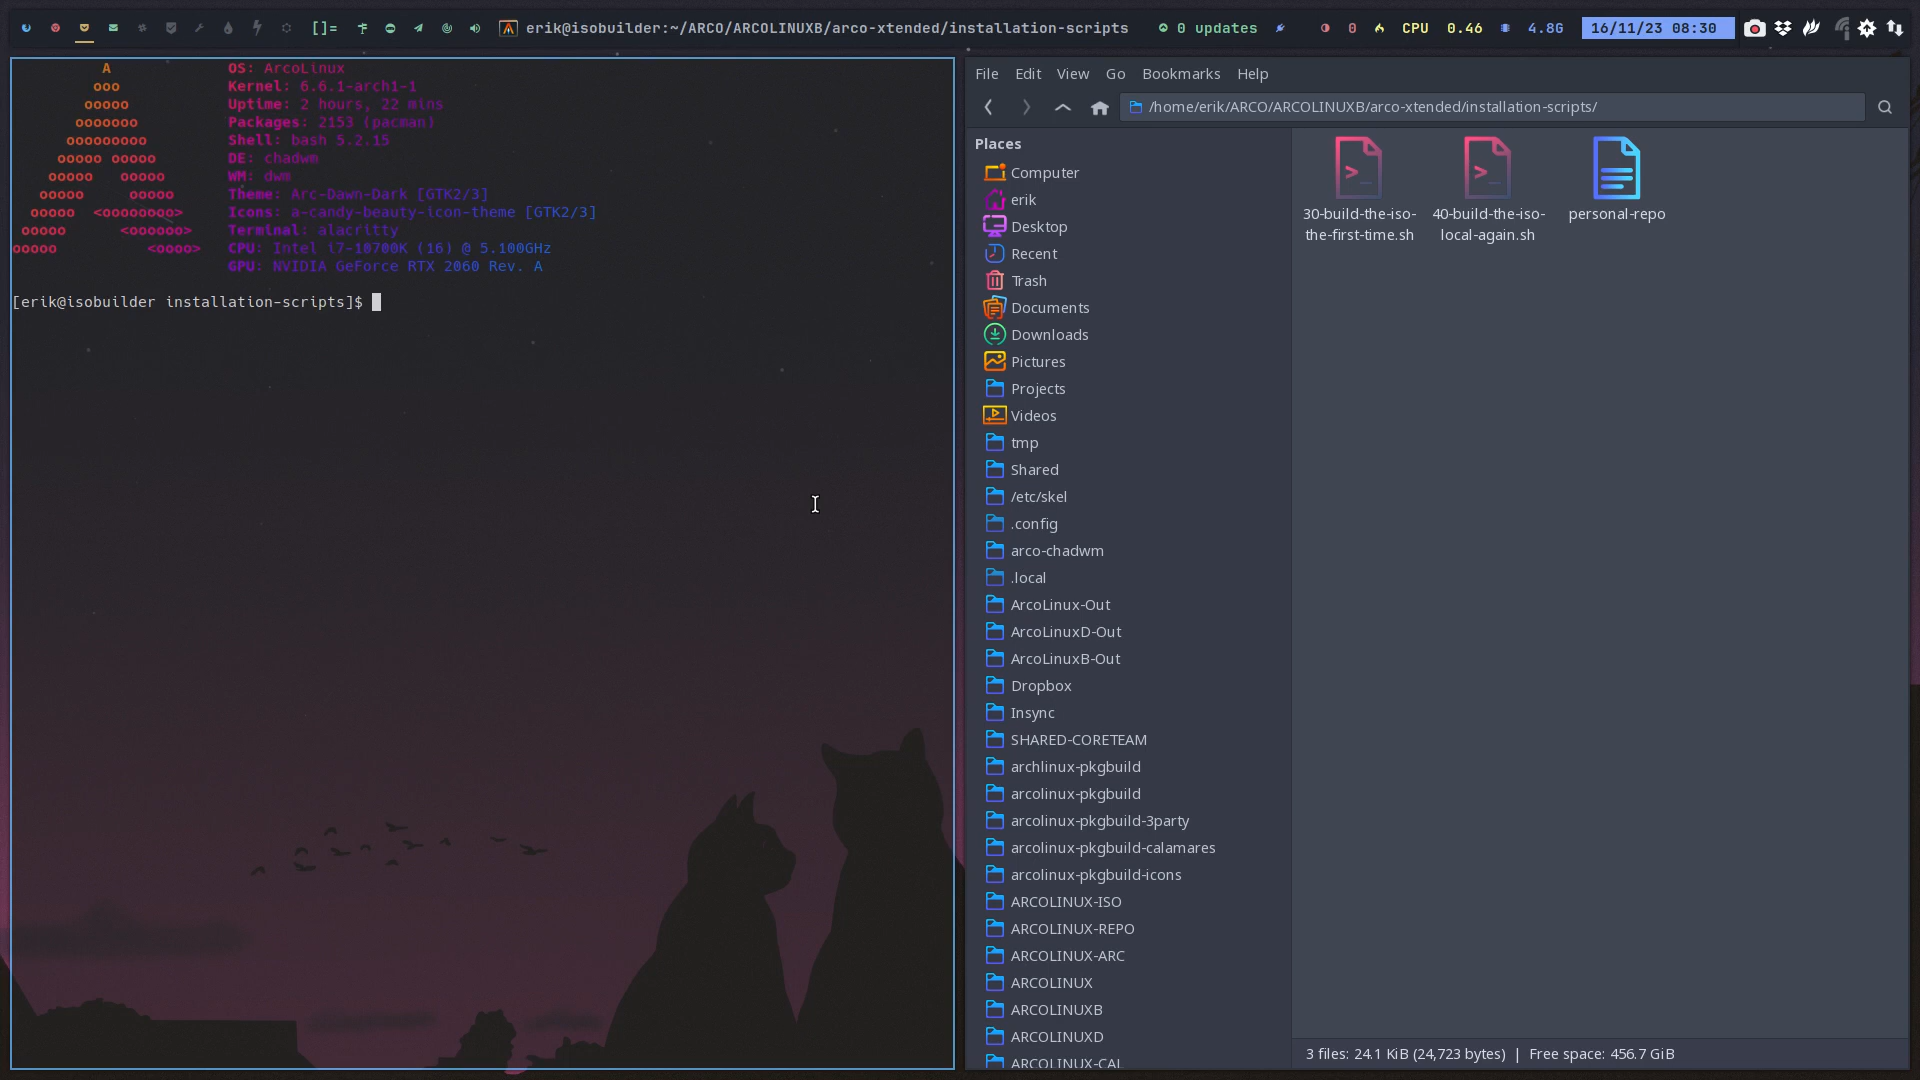 []= erik@isobuilder:~/ARCO/ARCOLINUXB/arco-xtended/installation-scripts 0 updates 0 CPU 0.46 4.8G 16/11/23 08:30
A OS: ArcoLinux
ooo Kernel: 6.6.1-arch1-1
ooooo Uptime: 2 hours, 22 mins
ooooooo Packages: 2153 (pacman)
ooooooooo Shell: bash 5.2.15
ooooo ooooo DE: chadwm
ooooo ooooo WM: dwm
ooooo ooooo Theme: Arc-Dawn-Dark [GTK2/3]
ooooo <oooooooo> Icons: a-candy-beauty-icon-theme [GTK2/3]
ooooo <oooooo> Terminal: alacritty
ooooo <oooo> CPU: Intel i7-10700K (16) @ 5.100GHz
GPU: NVIDIA GeForce RTX 2060 Rev. A
[erik@isobuilder installation-scripts]$
File Edit View Go Bookmarks Help
/home/erik/ARCO/ARCOLINUXB/arco-xtended/installation-scripts/
Places
Computer
erik
Desktop
Recent
Trash
Documents
Downloads
Pictures
Projects
Videos
tmp
Shared
/etc/skel
.config
arco-chadwm
.local
ArcoLinux-Out
ArcoLinuxD-Out
ArcoLinuxB-Out
Dropbox
Insync
SHARED-CORETEAM
archlinux-pkgbuild
arcolinux-pkgbuild
arcolinux-pkgbuild-3party
arcolinux-pkgbuild-calamares
arcolinux-pkgbuild-icons
ARCOLINUX-ISO
ARCOLINUX-REPO
ARCOLINUX-ARC
ARCOLINUX
ARCOLINUXB
ARCOLINUXD
ARCOLINUX-CAL
30-build-the-iso-
the-first-time.sh
40-build-the-iso-
local-again.sh
personal-repo
3 files: 24.1 KiB (24,723 bytes) | Free space: 456.7 GiB